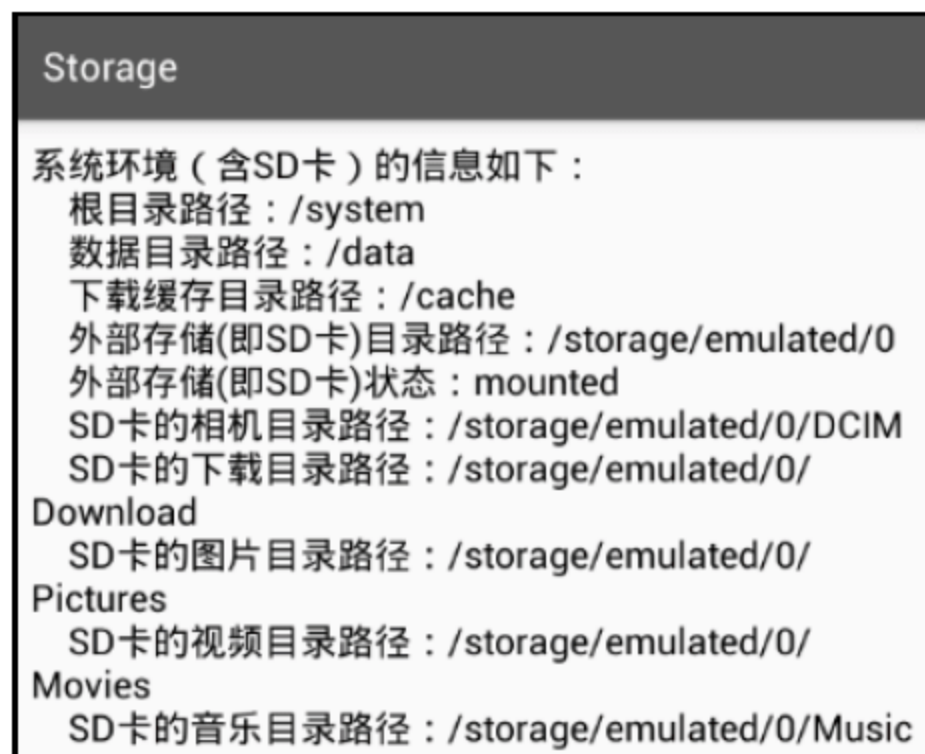 Storage
系统环境（含SD卡）的信息如下：
根目录路径：/system
数据目录路径：/data
下载缓存目录路径：/cache
外部存储(即SD卡)目录路径：/storage/emulated/0
外部存储(即SD卡)状态：mounted
SD卡的相机目录路径：/storage/emulated/0/DCIM
SD卡的下载目录路径：/storage/emulated/0/
Download
SD卡的图片目录路径：/storage/emulated/0/
Pictures
SD卡的视频目录路径：/storage/emulated/0/
Movies
SD卡的音乐目录路径：/storage/emulated/0/Music